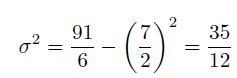 σ² = 91/6 − (7/2)² = 35/12